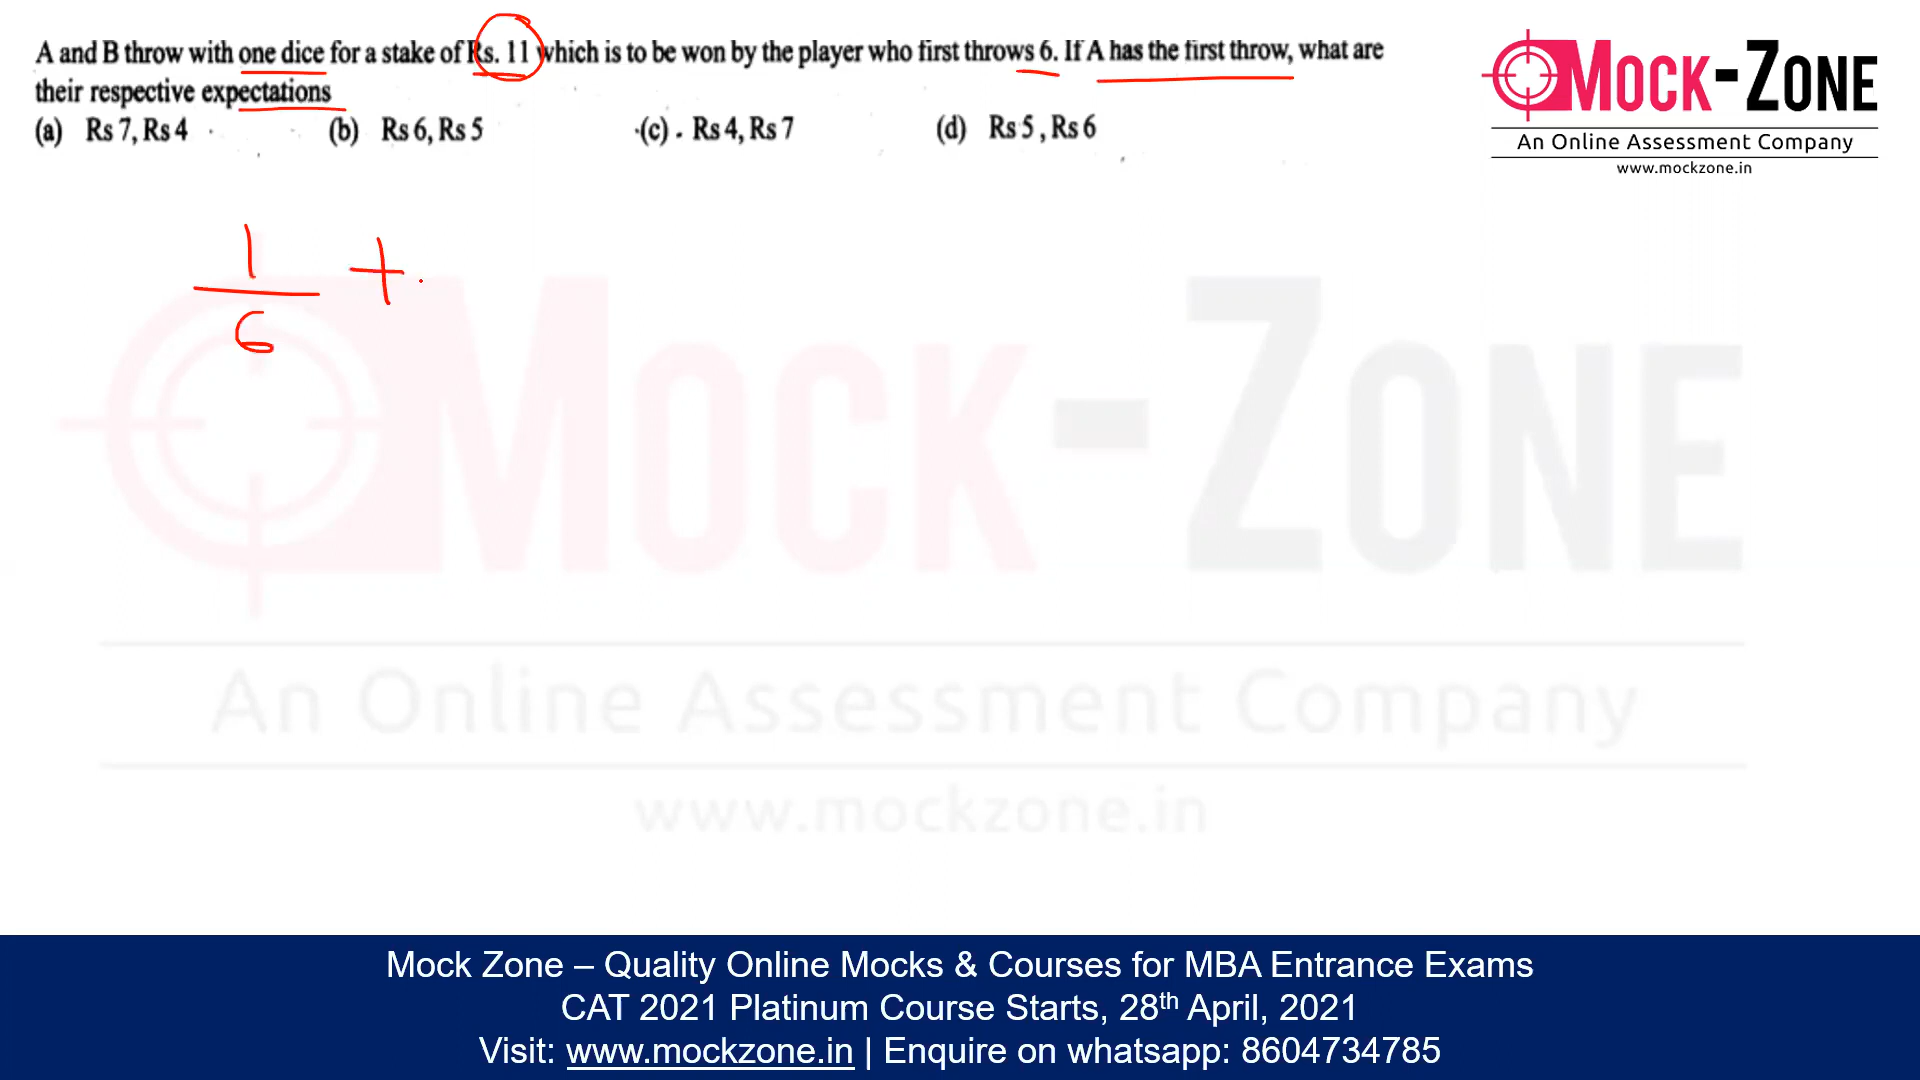 A and B throw with one dice for a stake of Rs. 11 which is to be won by the player who first throws 6. If A has the first throw, what are
their respective expectations
(a) Rs 7, Rs 4 (b) Rs 6, Rs 5 (c) Rs 4, Rs 7 (d) Rs 5, Rs 6
MOCK-ZONE
An Online Assessment Company
www.mockzone.in
1
+
6
MOCK-ZONE
An Online Assessment Company
www.mockzone.in
Mock Zone – Quality Online Mocks & Courses for MBA Entrance Exams
CAT 2021 Platinum Course Starts, 28th April, 2021
Visit: www.mockzone.in | Enquire on whatsapp: 8604734785